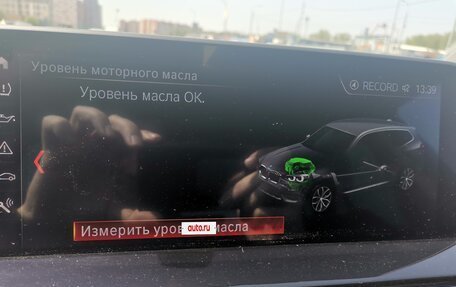 Уровень моторного масла
RECORD 13:39
Уровень масла OK.
Измерить уров масла
auto.ru